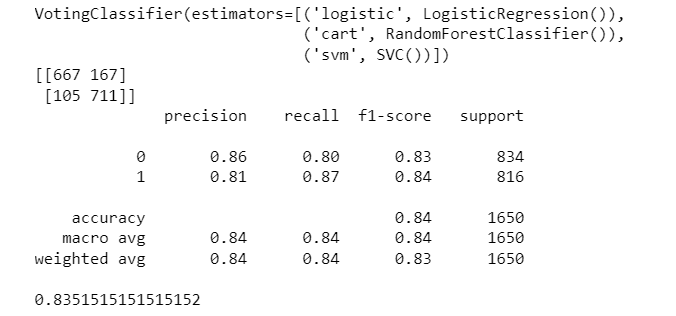 VotingClassifier(estimators=[('logistic', LogisticRegression()),
('cart', RandomForestClassifier()),
('svm', SVC())])
[[667 167]
[105 711]]
precision recall f1-score support
0 0.86 0.80 0.83 834
1 0.81 0.87 0.84 816
accuracy 0.84 1650
macro avg 0.84 0.84 0.84 1650
weighted avg 0.84 0.84 0.83 1650
0.8351515151515152